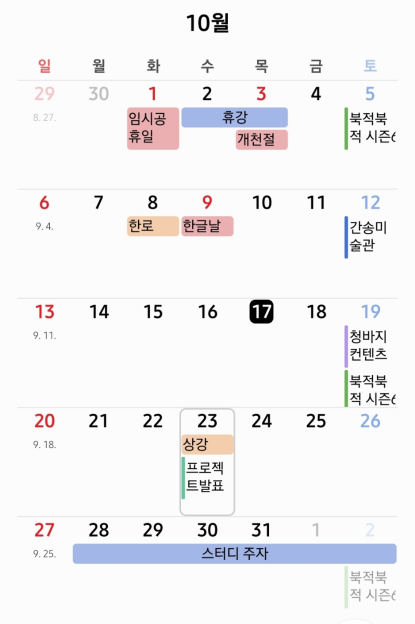 10월
일 월 화 수 목 금 토
29 30 1 2 3 4 5
8. 27.
임시공
휴일
휴강
개천절
북적북
적 시즌6
6 7 8 9 10 11 12
9. 4.
한로
한글날
간송미
술관
13 14 15 16 17 18 19
9. 11.
청바지
컨텐츠
북적북
적 시즌6
20 21 22 23 24 25 26
9. 18.
상강
프로젝
트발표
27 28 29 30 31 1 2
9. 25.
스터디 주자
북적북
적 시즌6